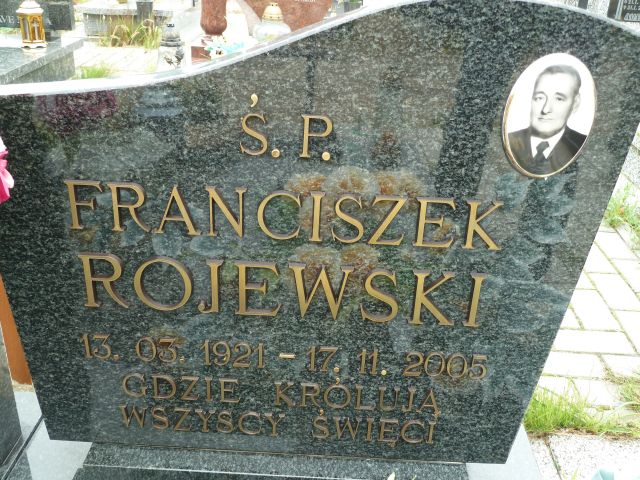 Ś. P.
FRANCISZEK
ROJEWSKI
13. 03. 1921 - 17. 11. 2005
GDZIE KRÓLUJĄ
WSZYSCY ŚWIĘCI